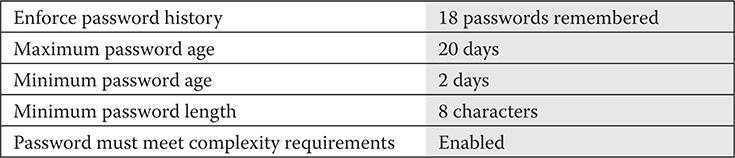 Enforce password history 18 passwords remembered
Maximum password age 20 days
Minimum password age 2 days
Minimum password length 8 characters
Password must meet complexity requirements Enabled